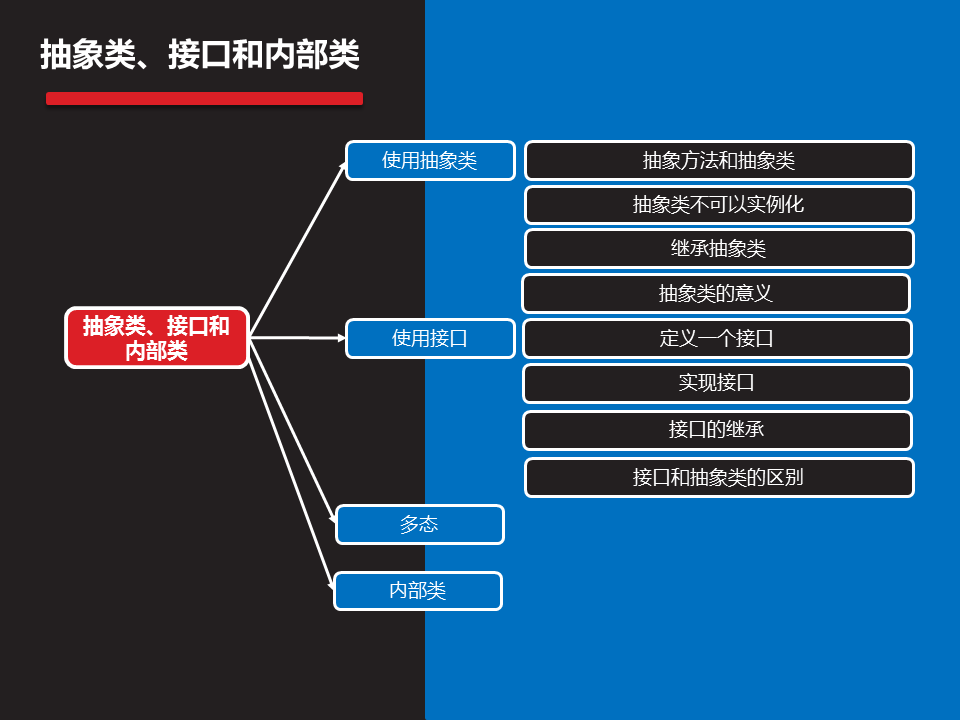 抽象类、接口和内部类
使用抽象类
抽象方法和抽象类
抽象类不可以实例化
继承抽象类
抽象类的意义
抽象类、接口和
内部类
使用接口
定义一个接口
实现接口
接口的继承
接口和抽象类的区别
多态
内部类